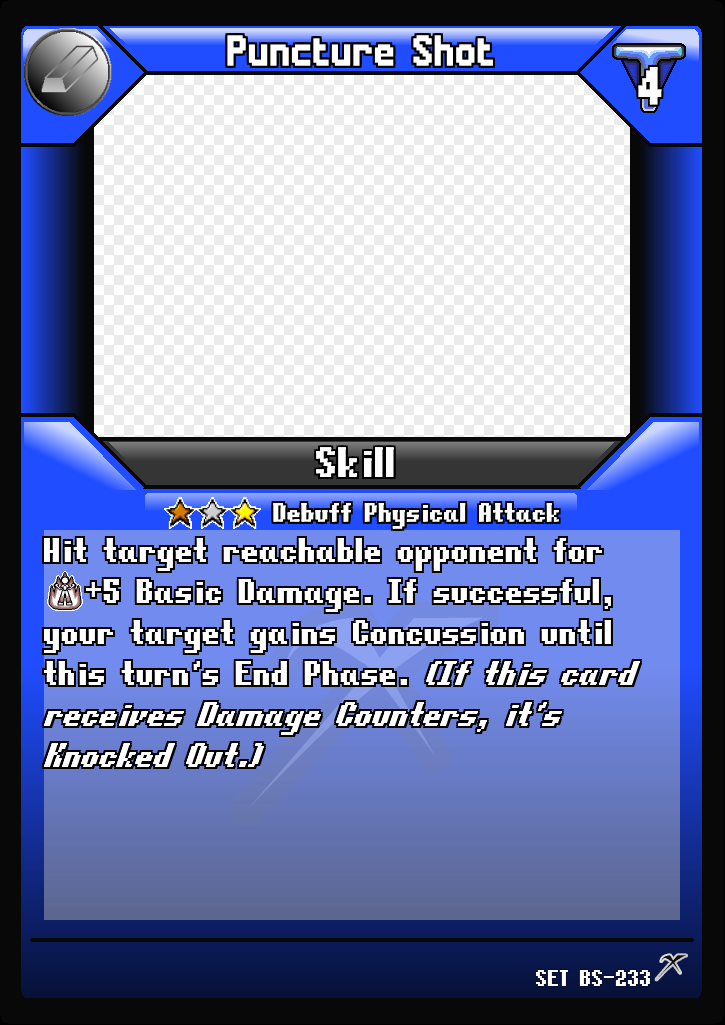 Puncture Shot
4
Skill
Debuff Physical Attack
Hit target reachable opponent for
+5 Basic Damage. If successful,
your target gains Concussion until
this turn's End Phase. (If this card
receives Damage Counters, it's
Knocked Out.)
SET BS-233